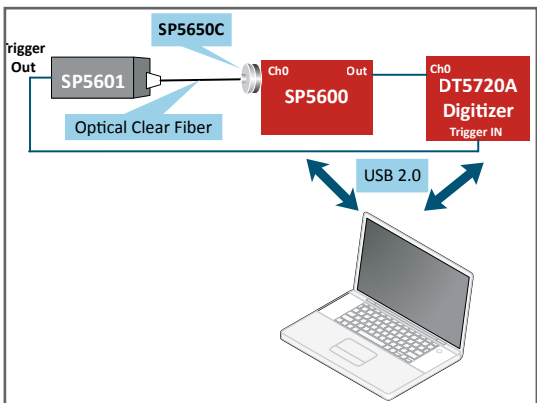 SP5650C
Trigger
Out
SP5601
Ch0
Out
SP5600
Ch0
DT5720A
Digitizer
Trigger IN
Optical Clear Fiber
USB 2.0